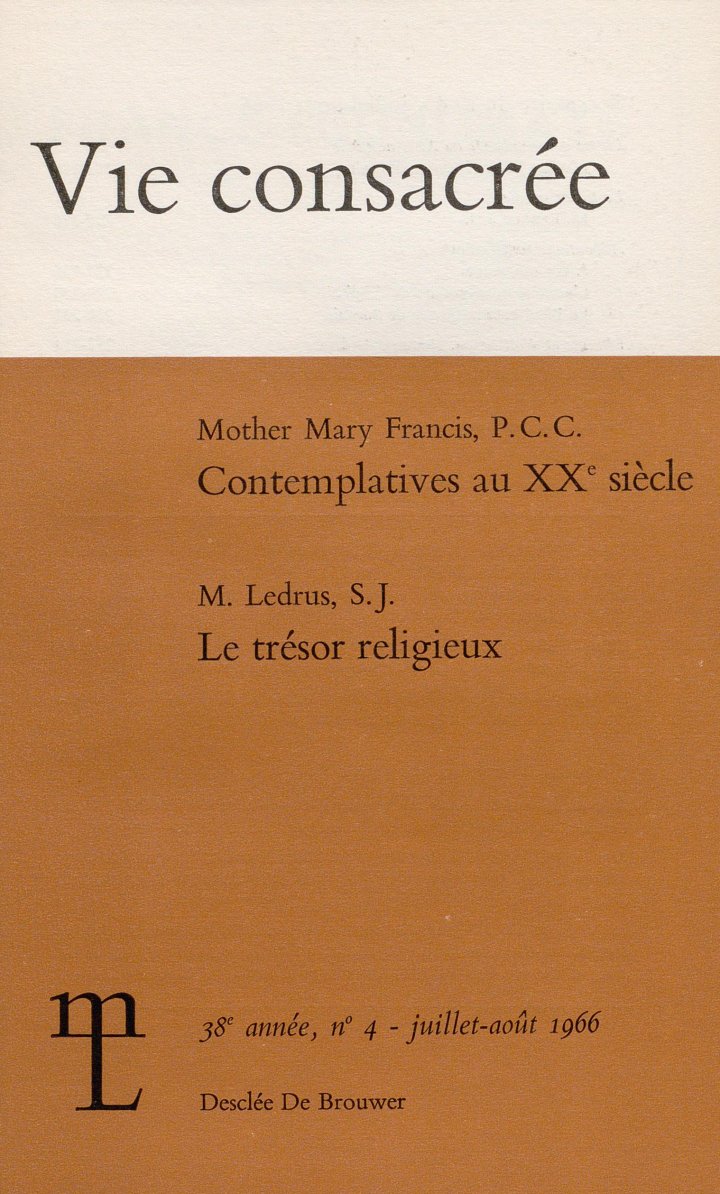 Vie consacrée
Mother Mary Francis, P.C.C.
Contemplatives au XXe siècle
M. Ledrus, S.J.
Le trésor religieux
38e année, no 4 - juillet-août 1966
mL
Desclée De Brouwer